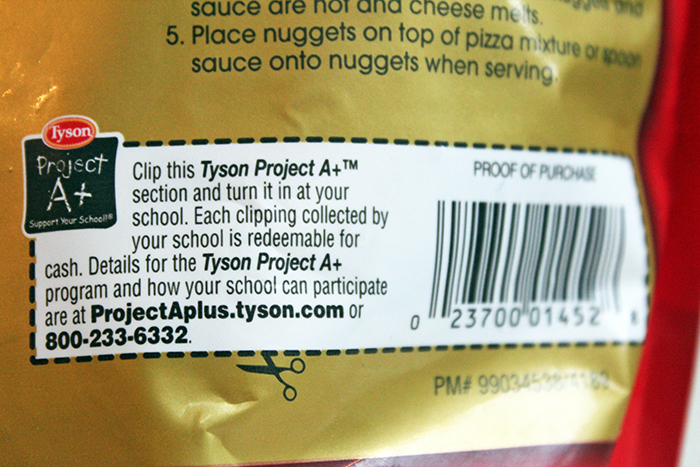 sauce are hot and cheese melts.
5. Place nuggets on top of pizza mixture or spoon
sauce onto nuggets when serving.
Tyson
Project
A+
Support Your School!®
Clip this Tyson Project A+™
section and turn it in at your
school. Each clipping collected by
your school is redeemable for
cash. Details for the Tyson Project A+
program and how your school can participate
are at ProjectAplus.tyson.com or
800-233-6332.
PROOF OF PURCHASE
0 23700 01452 8
PM#